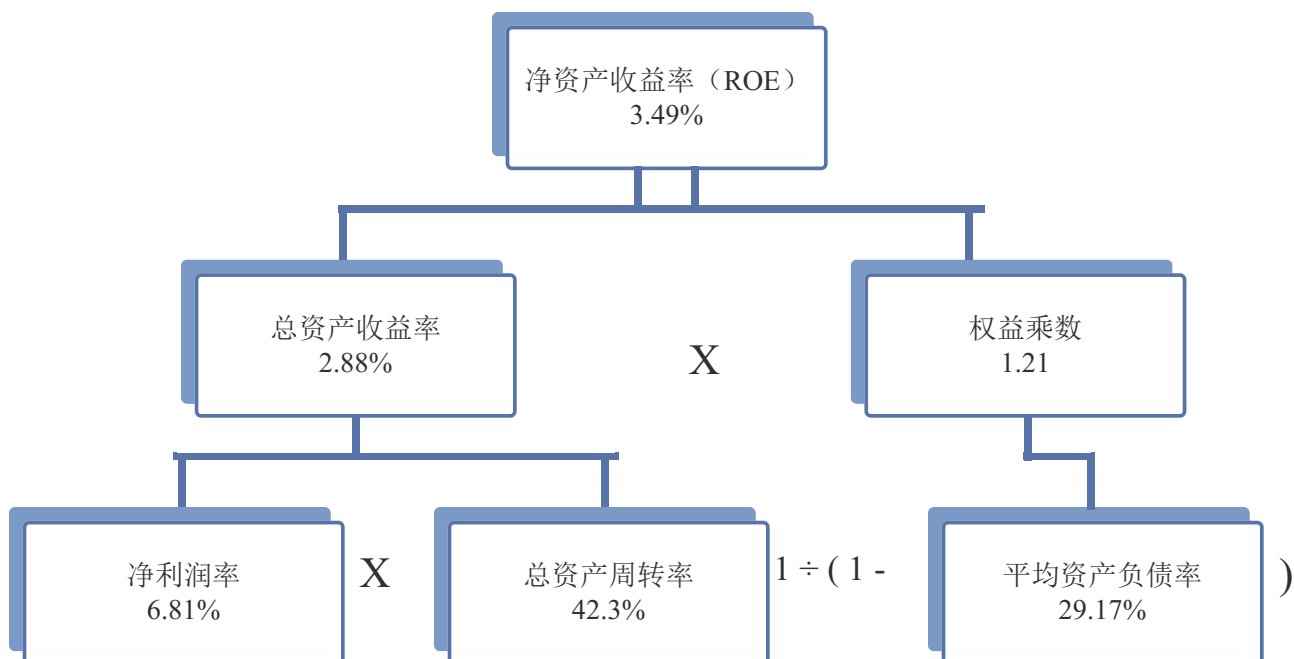 净资产收益率（ROE）
3.49%
总资产收益率
2.88%
X
权益乘数
1.21
净利润率
6.81%
X
总资产周转率
42.3%
1 ÷ ( 1 -
平均资产负债率
29.17%
)